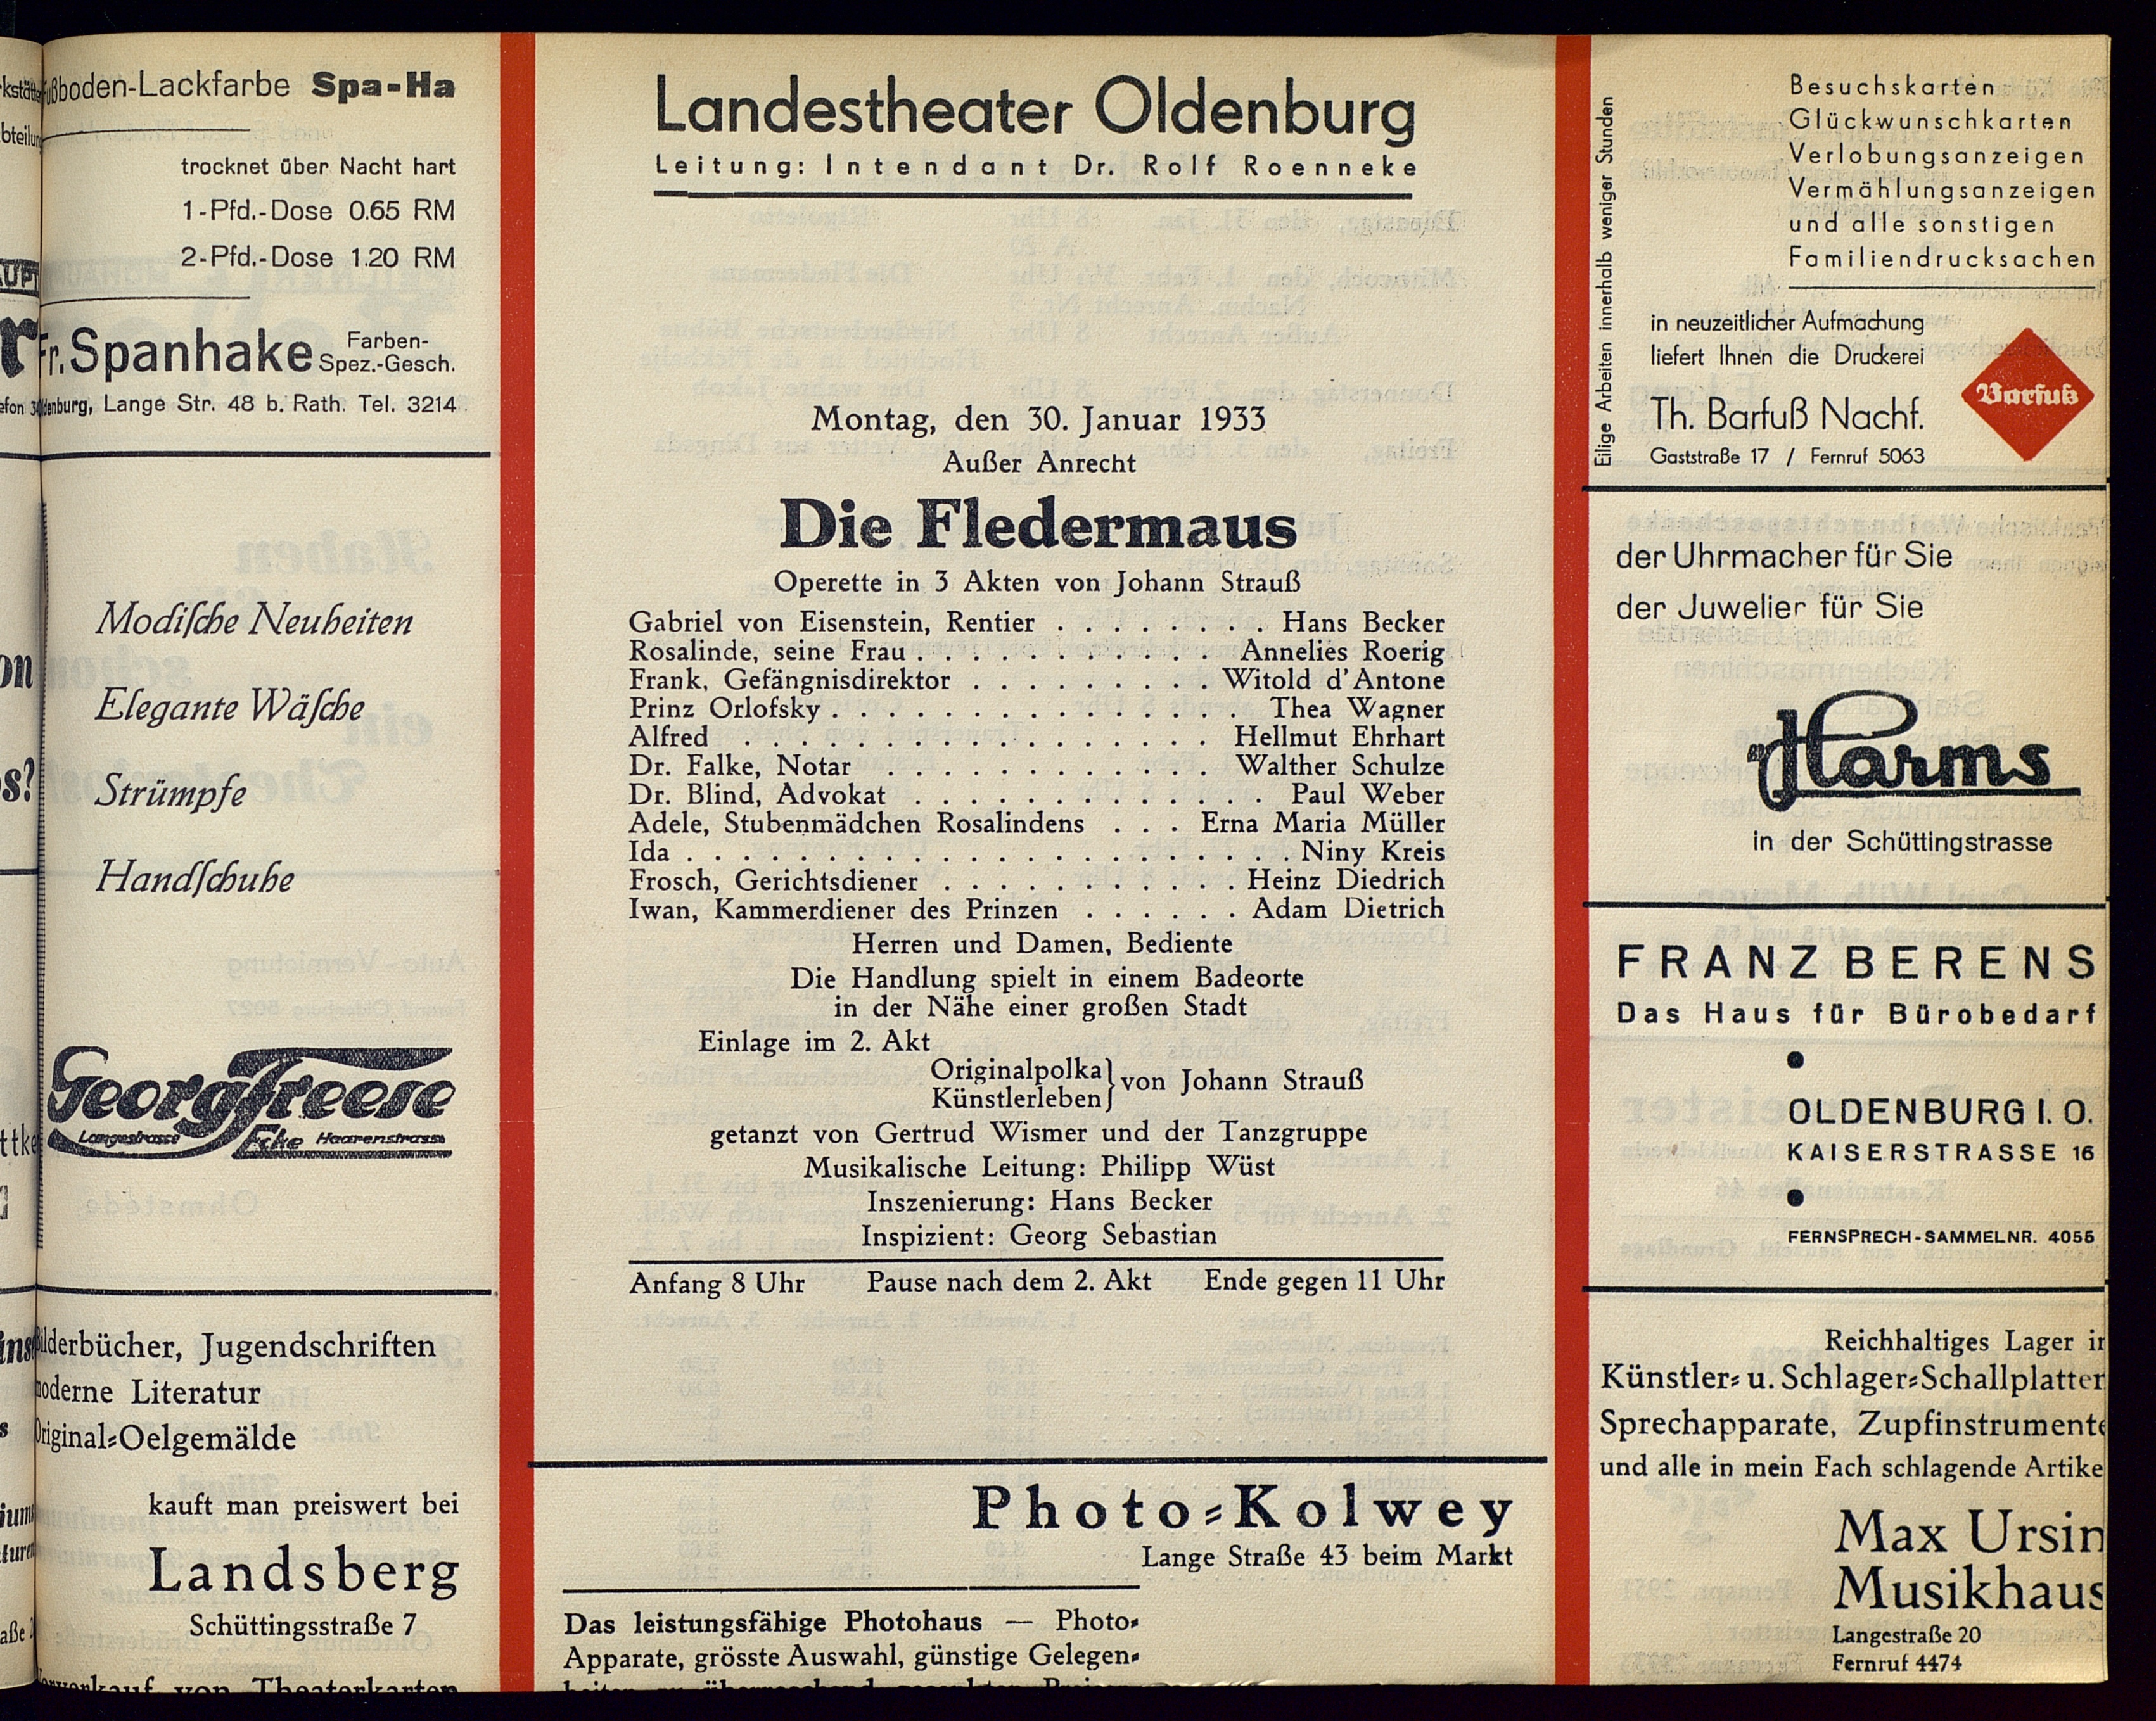 Fußboden-Lackfarbe Spa-Ha
trocknet über Nacht hart
1-Pfd.-Dose 0.65 RM
2-Pfd.-Dose 1.20 RM
Fr. Spanhake Farben-
Spez.-Gesch.
Lange Str. 48 b. Rath. Tel. 3214
Modische Neuheiten
Elegante Wäsche
Strümpfe
Handschuhe
Georg Freese
Langestrasse Ecke Haarenstrasse
Bilderbücher, Jugendschriften
moderne Literatur
Original-Oelgemälde
kauft man preiswert bei
Landsberg
Schüttingsstraße 7
Vorverkauf von Theaterkarten
Landestheater Oldenburg
Leitung: Intendant Dr. Rolf Roenneke
Montag, den 30. Januar 1933
Außer Anrecht
Die Fledermaus
Operette in 3 Akten von Johann Strauß
Gabriel von Eisenstein, Rentier . . . . . . . . Hans Becker
Rosalinde, seine Frau . . . . . . . . . . . Annelies Roerig
Frank, Gefängnisdirektor . . . . . . . . . Witold d'Antone
Prinz Orlofsky . . . . . . . . . . . . . . . Thea Wagner
Alfred . . . . . . . . . . . . . . . . . Hellmut Ehrhart
Dr. Falke, Notar . . . . . . . . . . . . Walther Schulze
Dr. Blind, Advokat . . . . . . . . . . . . . Paul Weber
Adele, Stubenmädchen Rosalindens . . . Erna Maria Müller
Ida . . . . . . . . . . . . . . . . . . . . . . Niny Kreis
Frosch, Gerichtsdiener . . . . . . . . . . . Heinz Diedrich
Iwan, Kammerdiener des Prinzen . . . . . . Adam Dietrich
Herren und Damen, Bediente
Die Handlung spielt in einem Badeorte
in der Nähe einer großen Stadt
Einlage im 2. Akt
Originalpolka
Künstlerleben } von Johann Strauß
getanzt von Gertrud Wismer und der Tanzgruppe
Musikalische Leitung: Philipp Wüst
Inszenierung: Hans Becker
Inspizient: Georg Sebastian
Anfang 8 Uhr Pause nach dem 2. Akt Ende gegen 11 Uhr
Photo-Kolwey
Lange Straße 43 beim Markt
Das leistungsfähige Photohaus — Photo-
Apparate, grösste Auswahl, günstige Gelegen-
Eilige Arbeiten innerhalb weniger Stunden
Besuchskarten
Glückwunschkarten
Verlobungsanzeigen
Vermählungsanzeigen
und alle sonstigen
Familiendrucksachen
in neuzeitlicher Aufmachung
liefert Ihnen die Druckerei
Th. Barfuß Nachf.
Gaststraße 17 / Fernruf 5063
Barfuß
der Uhrmacher für Sie
der Juwelier für Sie
Harms
in der Schüttingstrasse
FRANZ BERENS
Das Haus für Bürobedarf
OLDENBURG I. O.
KAISERSTRASSE 16
FERNSPRECH-SAMMELNR. 4055
Reichhaltiges Lager in
Künstler- u. Schlager-Schallplatten
Sprechapparate, Zupfinstrumente
und alle in mein Fach schlagende Artike
Max Ursin
Musikhaus
Langestraße 20
Fernruf 4474